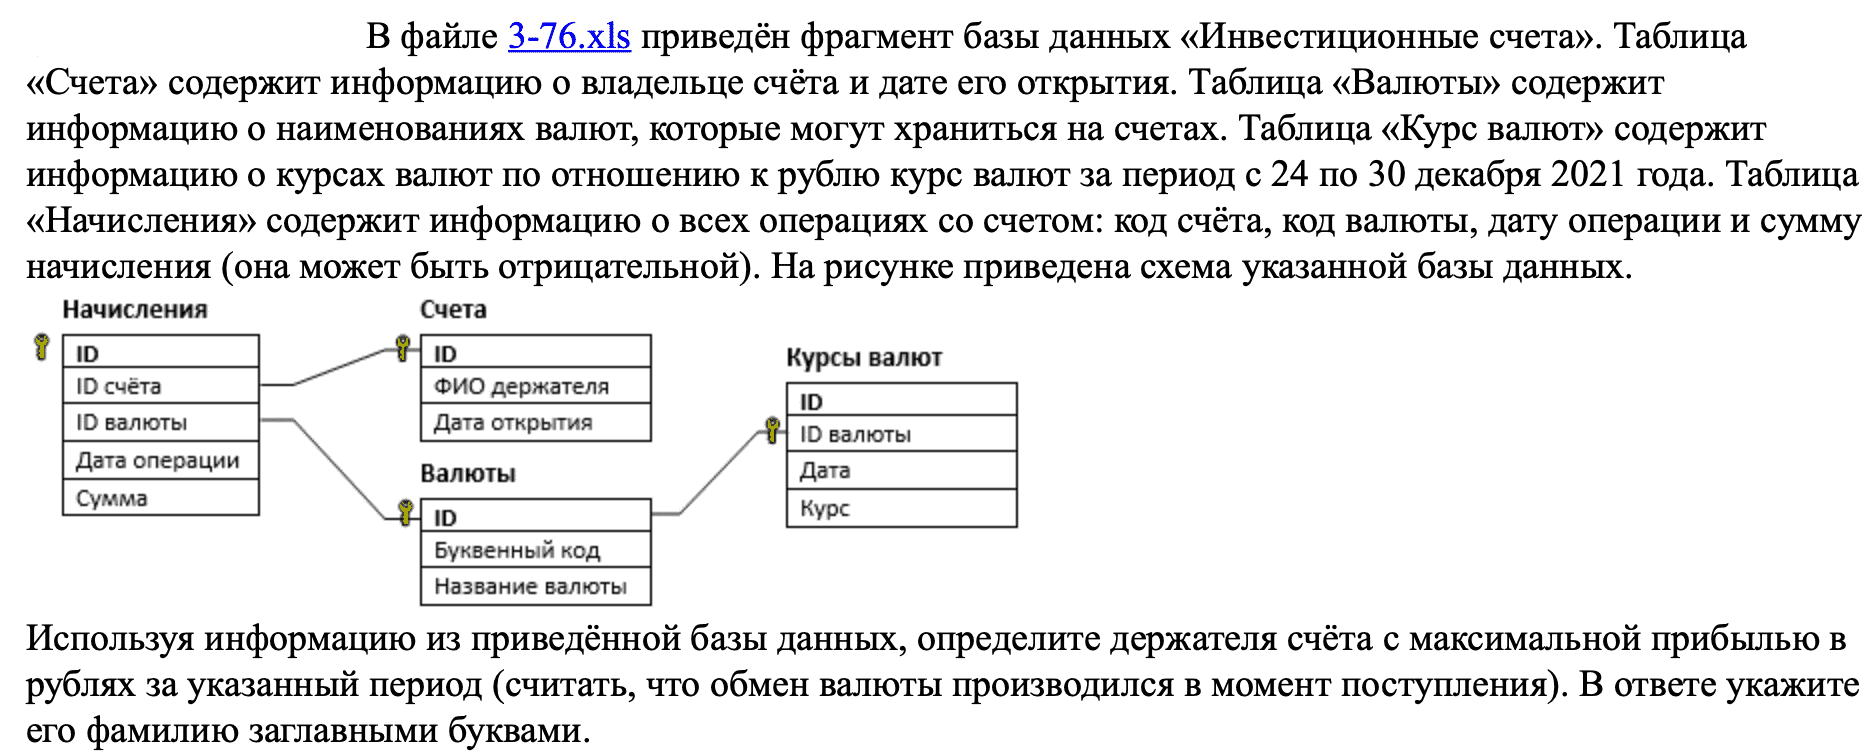 В файле 3-76.xls приведён фрагмент базы данных «Инвестиционные счета». Таблица
«Счета» содержит информацию о владельце счёта и дате его открытия. Таблица «Валюты» содержит
информацию о наименованиях валют, которые могут храниться на счетах. Таблица «Курс валют» содержит
информацию о курсах валют по отношению к рублю курс валют за период с 24 по 30 декабря 2021 года. Таблица
«Начисления» содержит информацию о всех операциях со счетом: код счёта, код валюты, дату операции и сумму
начисления (она может быть отрицательной). На рисунке приведена схема указанной базы данных.
Начисления
ID
ID счёта
ID валюты
Дата операции
Сумма
Счета
ID
ФИО держателя
Дата открытия
Валюты
ID
Буквенный код
Название валюты
Курсы валют
ID
ID валюты
Дата
Курс
Используя информацию из приведённой базы данных, определите держателя счёта с максимальной прибылью в
рублях за указанный период (считать, что обмен валюты производился в момент поступления). В ответе укажите
его фамилию заглавными буквами.